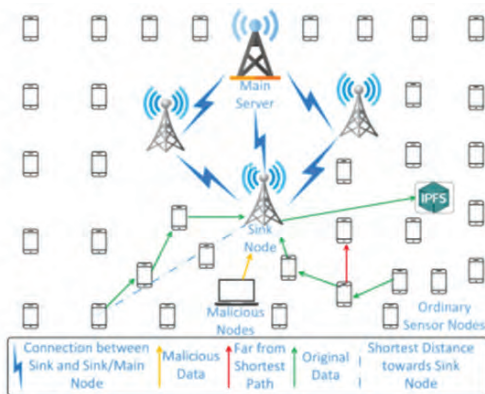 Main
Server
IPFS
Sink
Node
Malicious
Nodes
Ordinary
Sensor Nodes
Connection between
Sink and Sink/Main
Node
Malicious
Data
Far from
Shortest
Path
Original
Data
Shortest Distance
towards Sink
Node